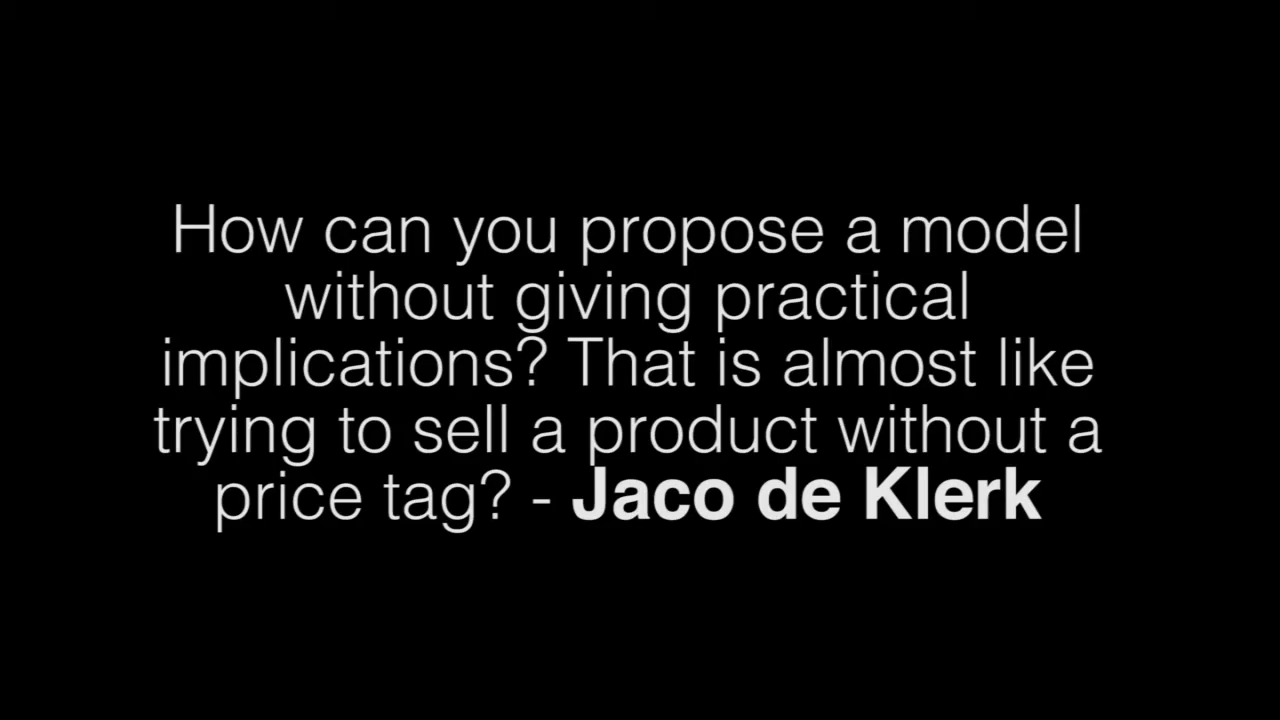 How can you propose a model
without giving practical
implications? That is almost like
trying to sell a product without a
price tag? - Jaco de Klerk